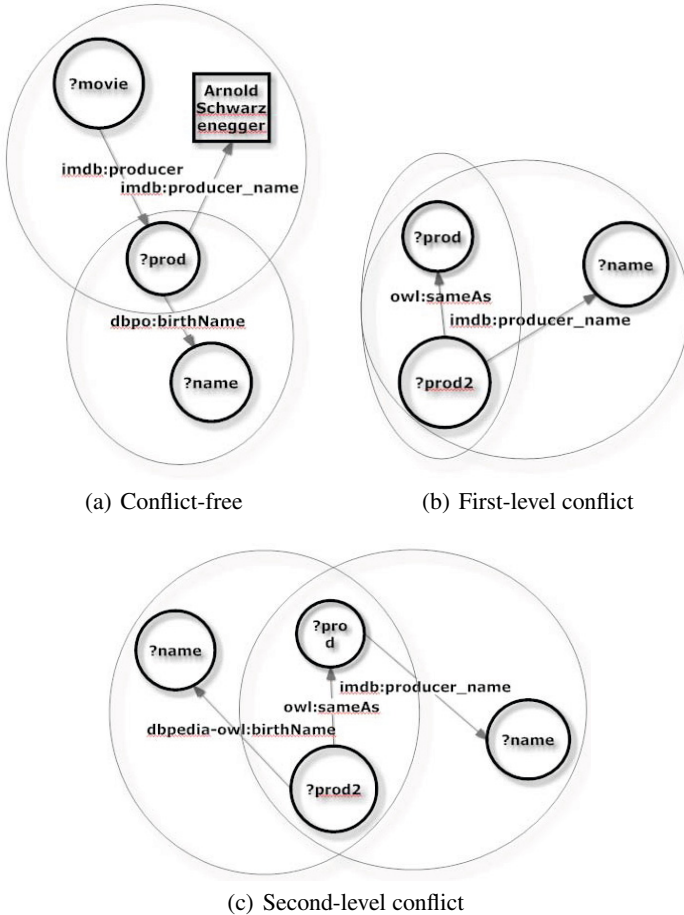 ?movie
Arnold
Schwarz
enegger
imdb:producer
imdb:producer_name
?prod
dbpo:birthName
?name
(a) Conflict-free
?prod
?name
owl:sameAs
imdb:producer_name
?prod2
(b) First-level conflict
?pro
d
?name
imdb:producer_name
owl:sameAs
dbpedia-owl:birthName
?name
?prod2
(c) Second-level conflict